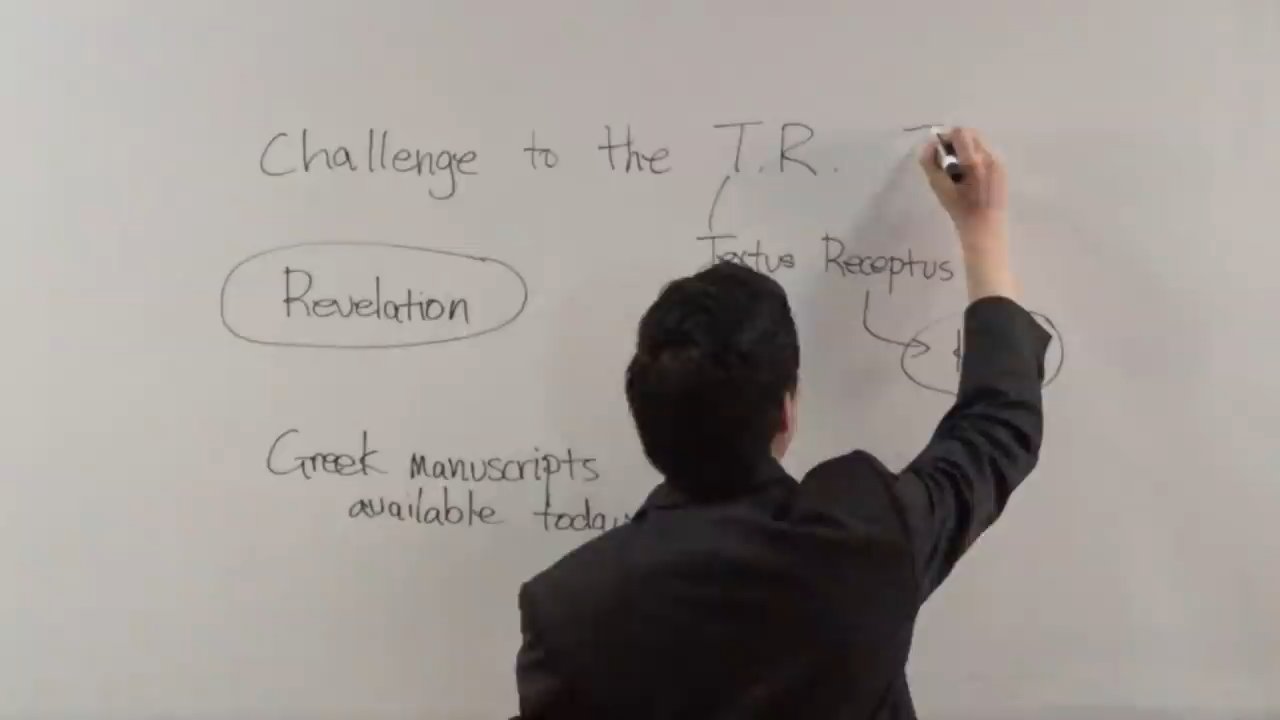 Challenge to the T.R.
Textus Receptus
Revelation
Greek manuscripts
available today